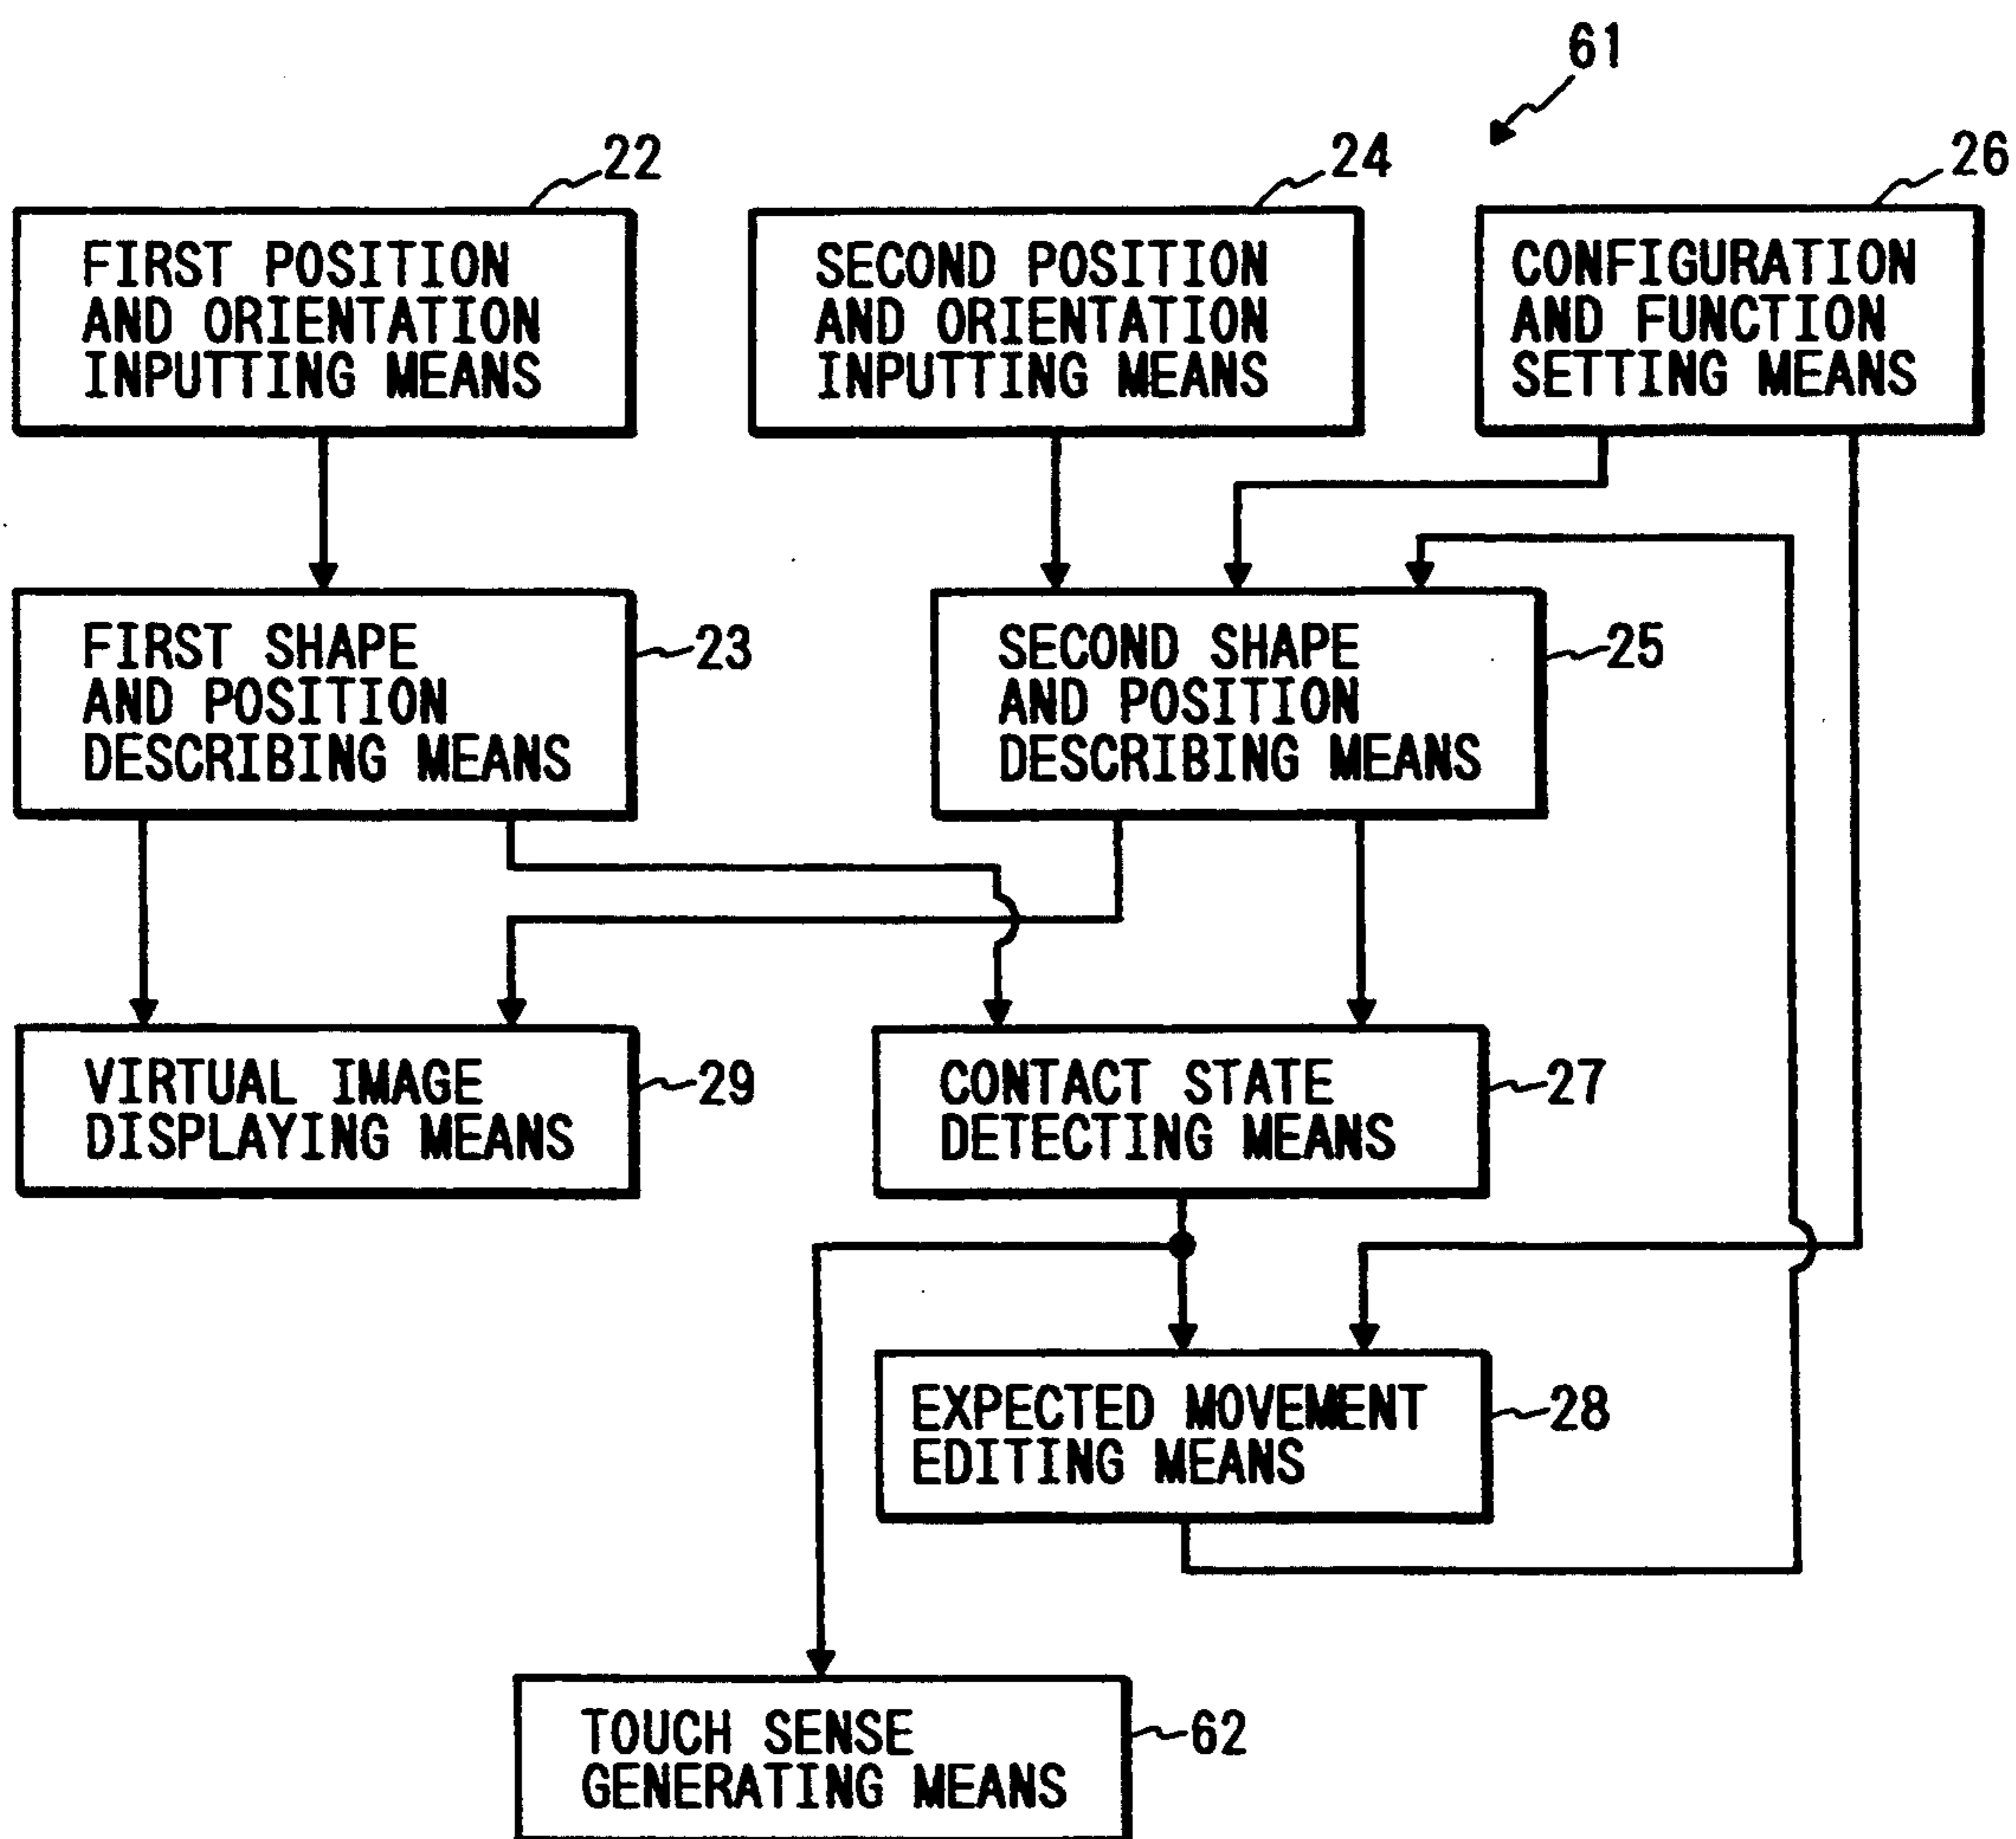 61
22
24
26
FIRST POSITION
AND ORIENTATION
INPUTTING MEANS
SECOND POSITION
AND ORIENTATION
INPUTTING MEANS
CONFIGURATION
AND FUNCTION
SETTING MEANS
FIRST SHAPE
AND POSITION
DESCRIBING MEANS
23
SECOND SHAPE
AND POSITION
DESCRIBING MEANS
25
VIRTUAL IMAGE
DISPLAYING MEANS
29
CONTACT STATE
DETECTING MEANS
27
EXPECTED MOVEMENT
EDITING MEANS
28
TOUCH SENSE
GENERATING MEANS
62